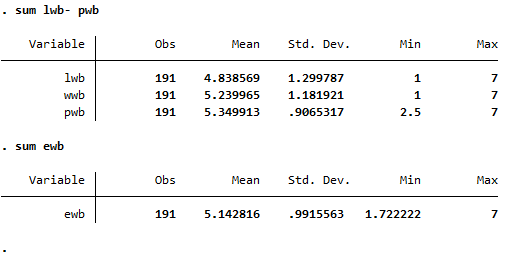 . sum lwb- pwb
Variable Obs Mean Std. Dev. Min Max
lwb 191 4.838569 1.299787 1 7
wwb 191 5.239965 1.181921 1 7
pwb 191 5.349913 .9065317 2.5 7
. sum ewb
Variable Obs Mean Std. Dev. Min Max
ewb 191 5.142816 .9915563 1.722222 7
.